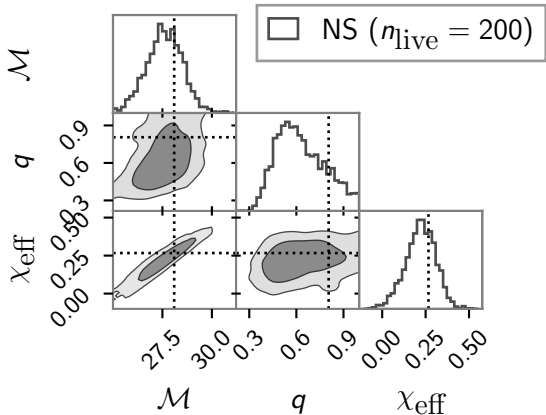 NS (n_live = 200)
ℳ
q
0.9
0.6
0.3
χ_eff
0.50
0.25
0.00
27.5 30.0 0.3 0.6 0.9 0.00 0.25 0.50
ℳ q χ_eff